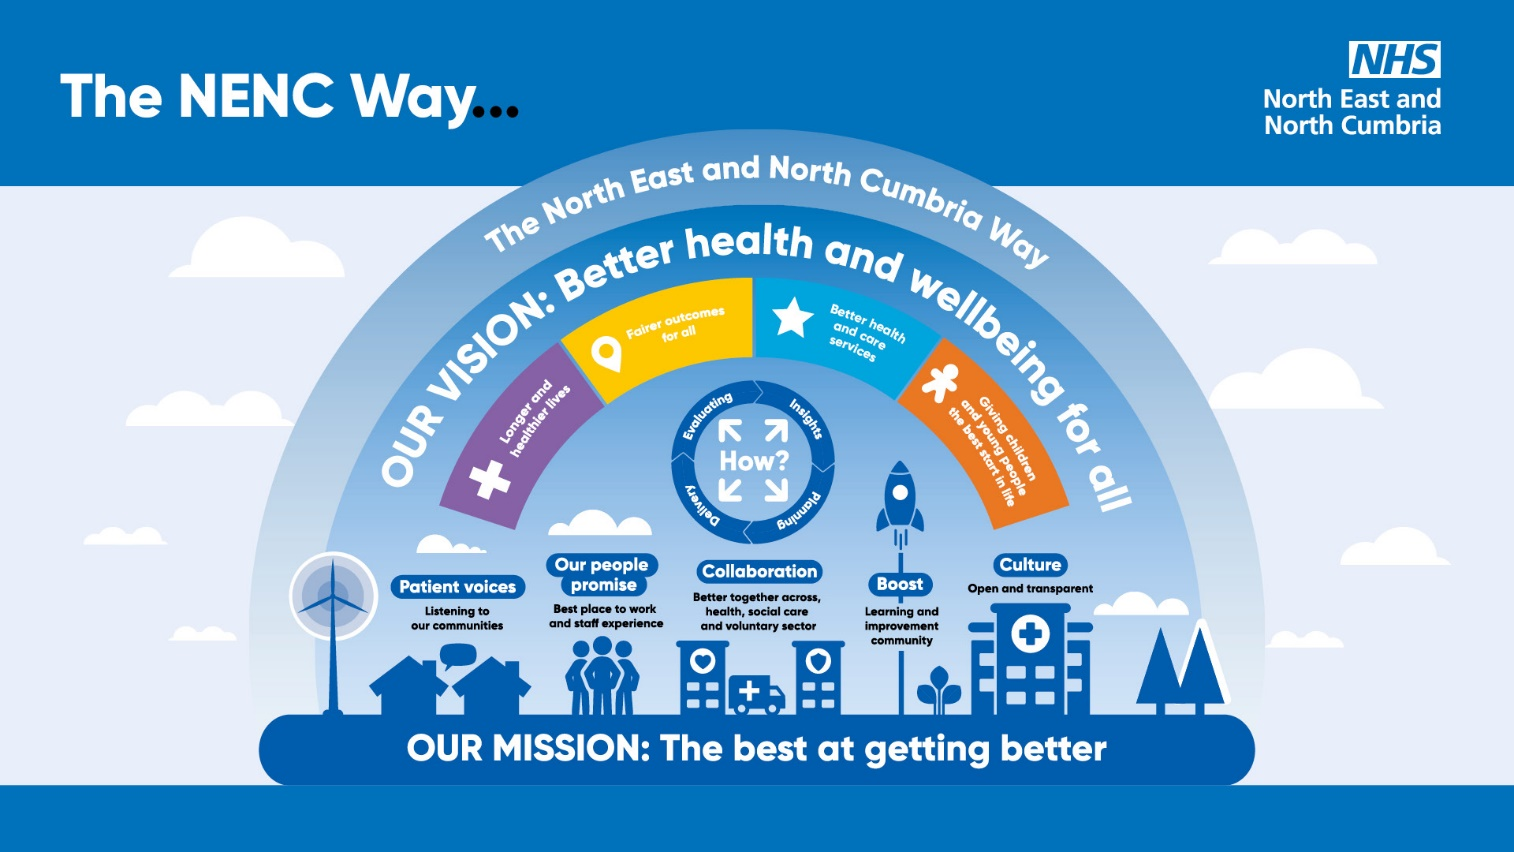 The NENC Way...
NHS
North East and
North Cumbria
The North East and North Cumbria Way
OUR VISION: Better health and wellbeing for all
Longer and
healthier lives
Fairer outcomes
for all
Better health
and care
services
Giving children
and young people
the best start in life
Evaluating
Insights
How?
Delivery
Planning
Patient voices
Listening to
our communities
Our people
promise
Best place to work
and staff experience
Collaboration
Better together across,
health, social care
and voluntary sector
Boost
Learning and
improvement
community
Culture
Open and transparent
OUR MISSION: The best at getting better